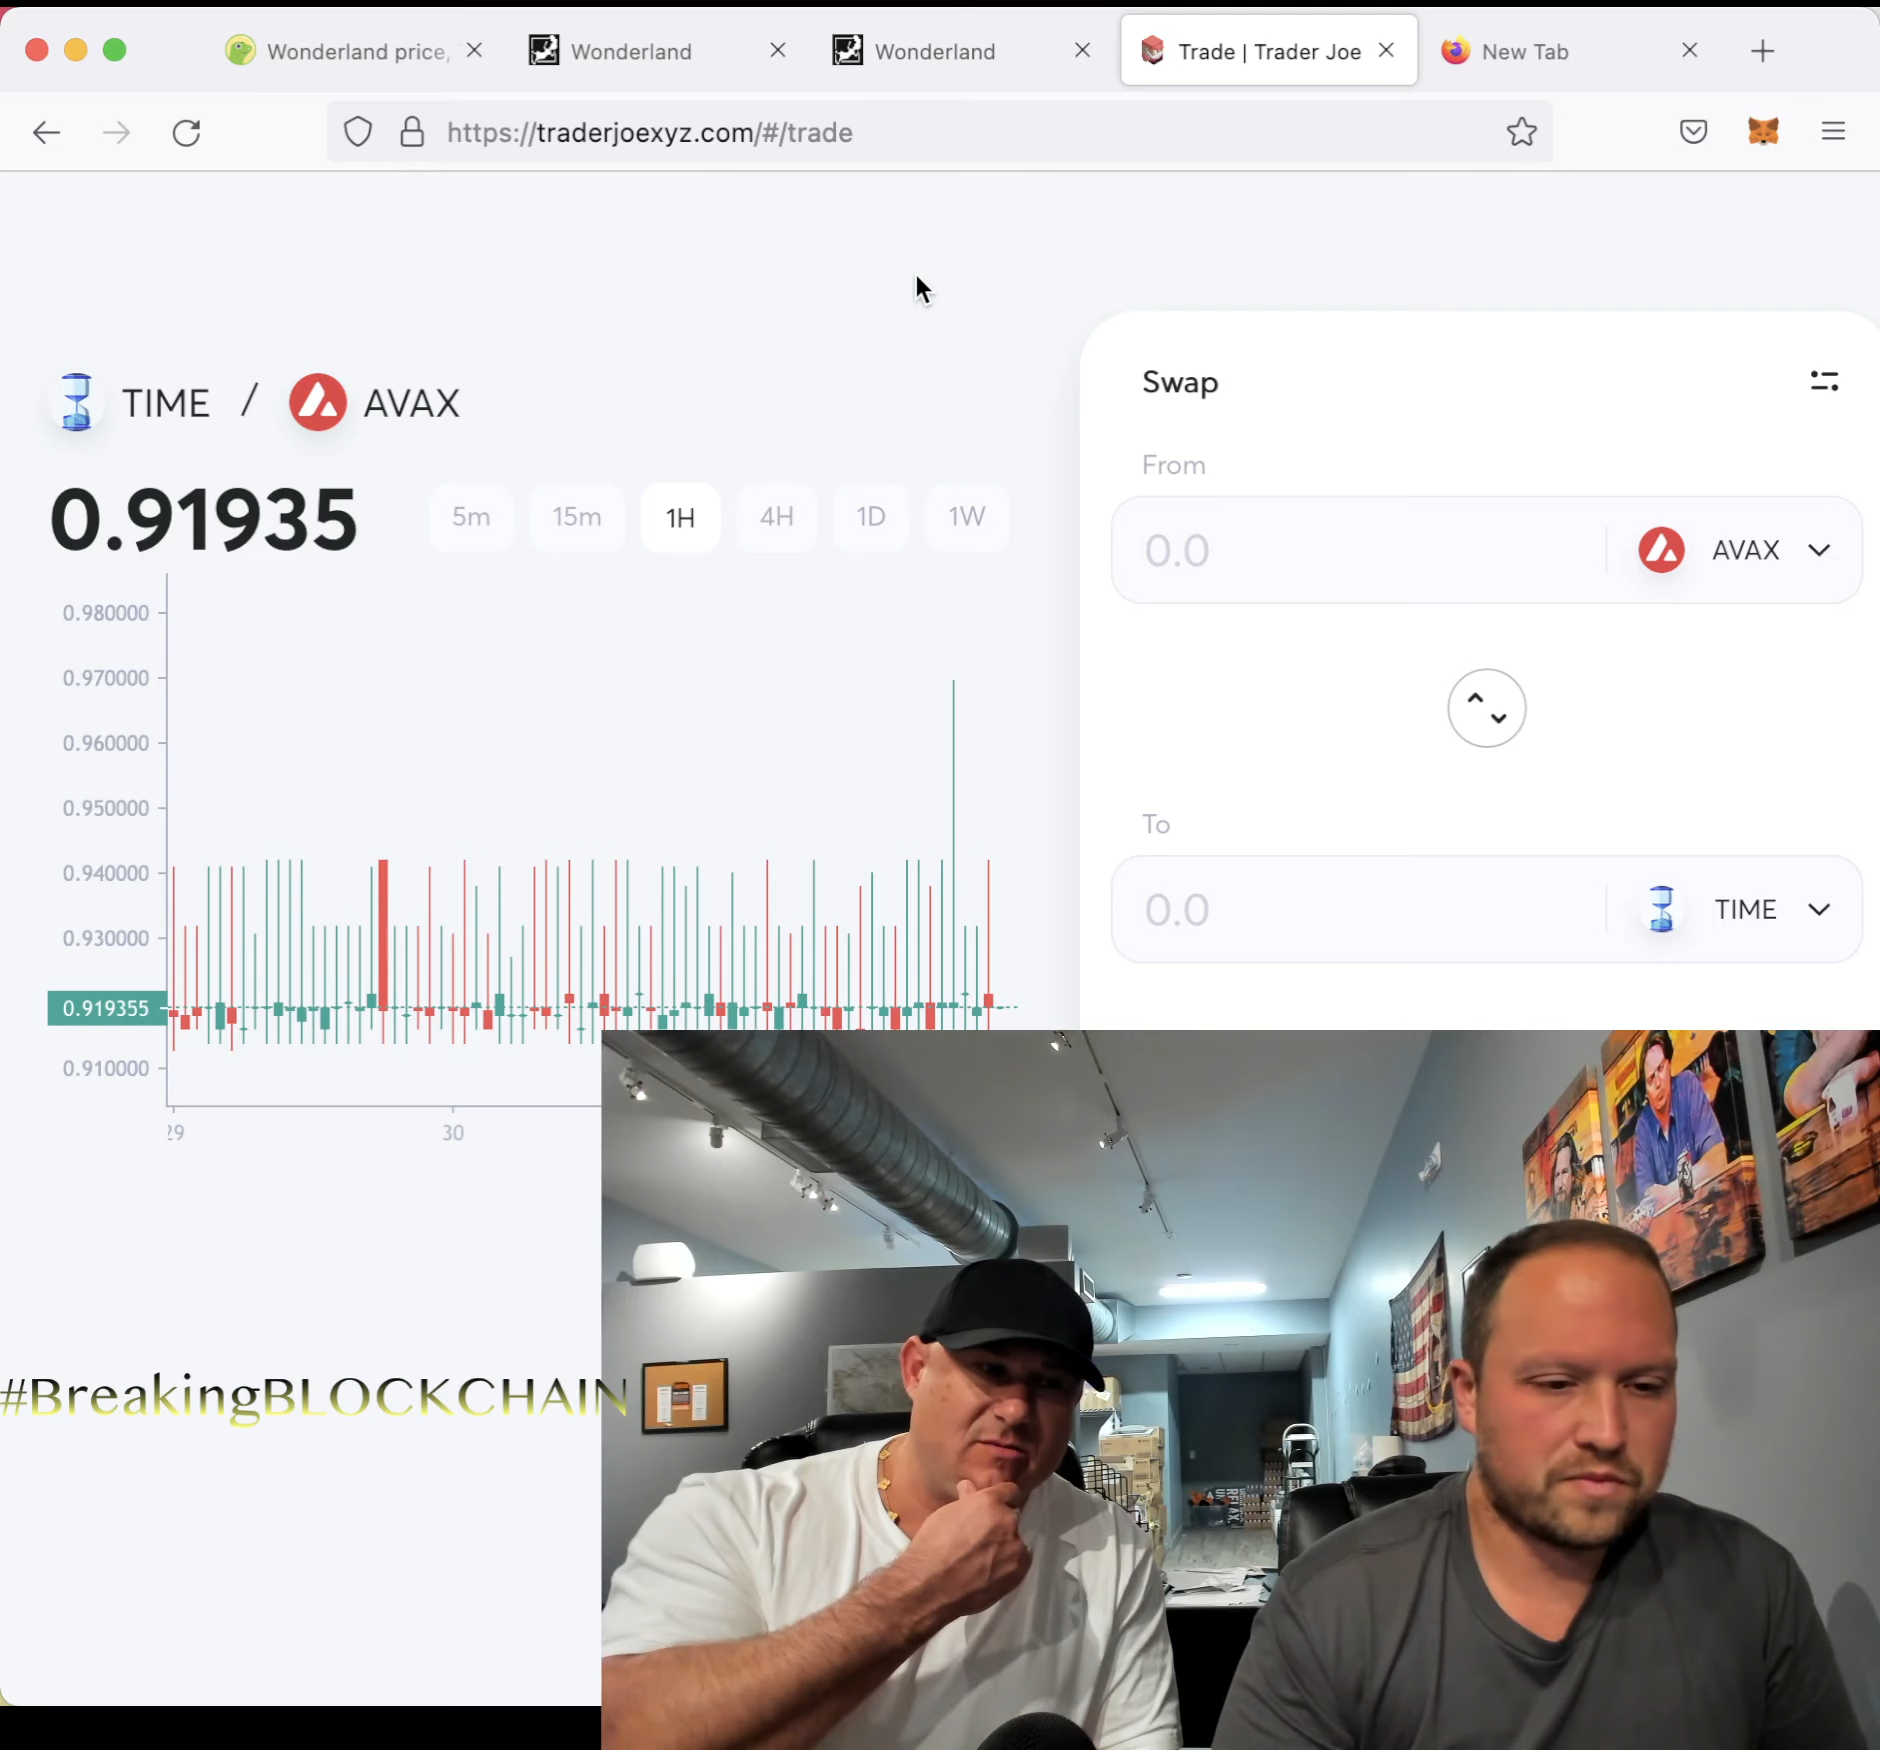 Wonderland price,
Wonderland
Wonderland
Trade | Trader Joe
New Tab
https://traderjoexyz.com/#/trade
TIME / AVAX
0.91935
5m 15m 1H 4H 1D 1W
0.980000
0.970000
0.960000
0.950000
0.940000
0.930000
0.919355
0.910000
29 30
Swap
From
0.0 AVAX
To
0.0 TIME
#BreakingBLOCKCHAIN